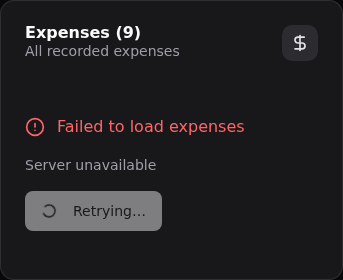 Expenses (9)
All recorded expenses
$
Failed to load expenses
Server unavailable
Retrying...